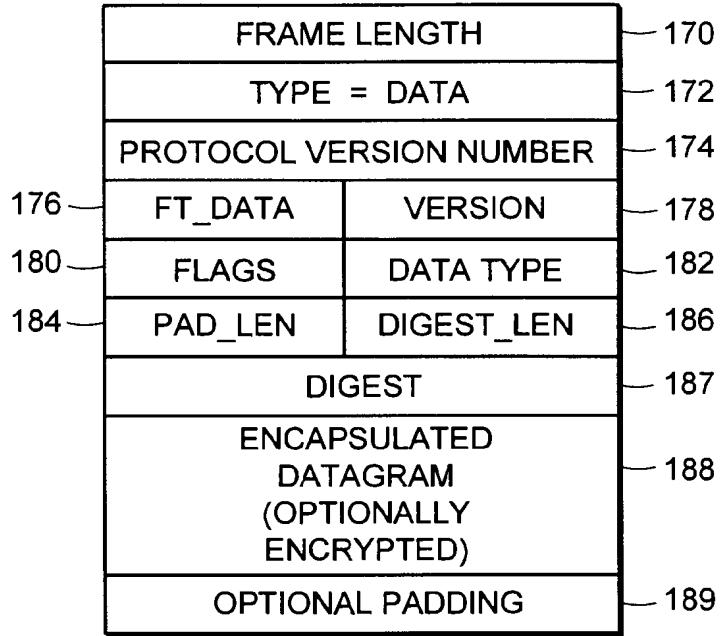 FRAME LENGTH 170
TYPE = DATA 172
PROTOCOL VERSION NUMBER 174
176 FT_DATA VERSION 178
180 FLAGS DATA TYPE 182
184 PAD_LEN DIGEST_LEN 186
DIGEST 187
ENCAPSULATED
DATAGRAM 188
(OPTIONALLY
ENCRYPTED)
OPTIONAL PADDING 189